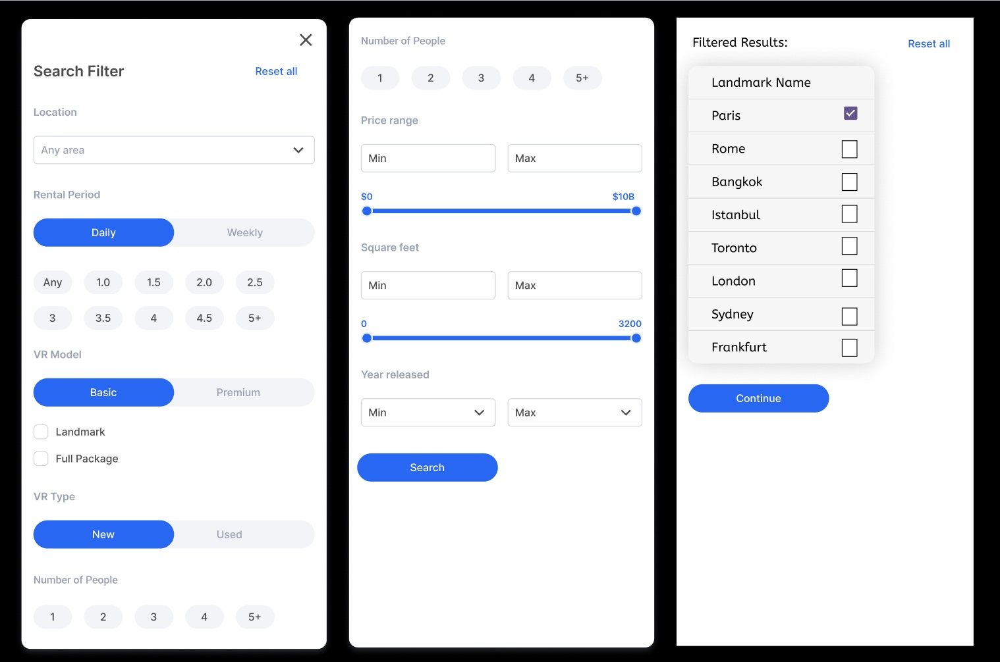 Search Filter
Reset all
Location
Any area
Rental Period
Daily Weekly
Any 1.0 1.5 2.0 2.5
3 3.5 4 4.5 5+
VR Model
Basic Premium
Landmark
Full Package
VR Type
New Used
Number of People
1 2 3 4 5+
Number of People
1 2 3 4 5+
Price range
Min Max
$0 $10B
Square feet
Min Max
0 3200
Year released
Min Max
Search
Filtered Results:
Reset all
Landmark Name
Paris
Rome
Bangkok
Istanbul
Toronto
London
Sydney
Frankfurt
Continue